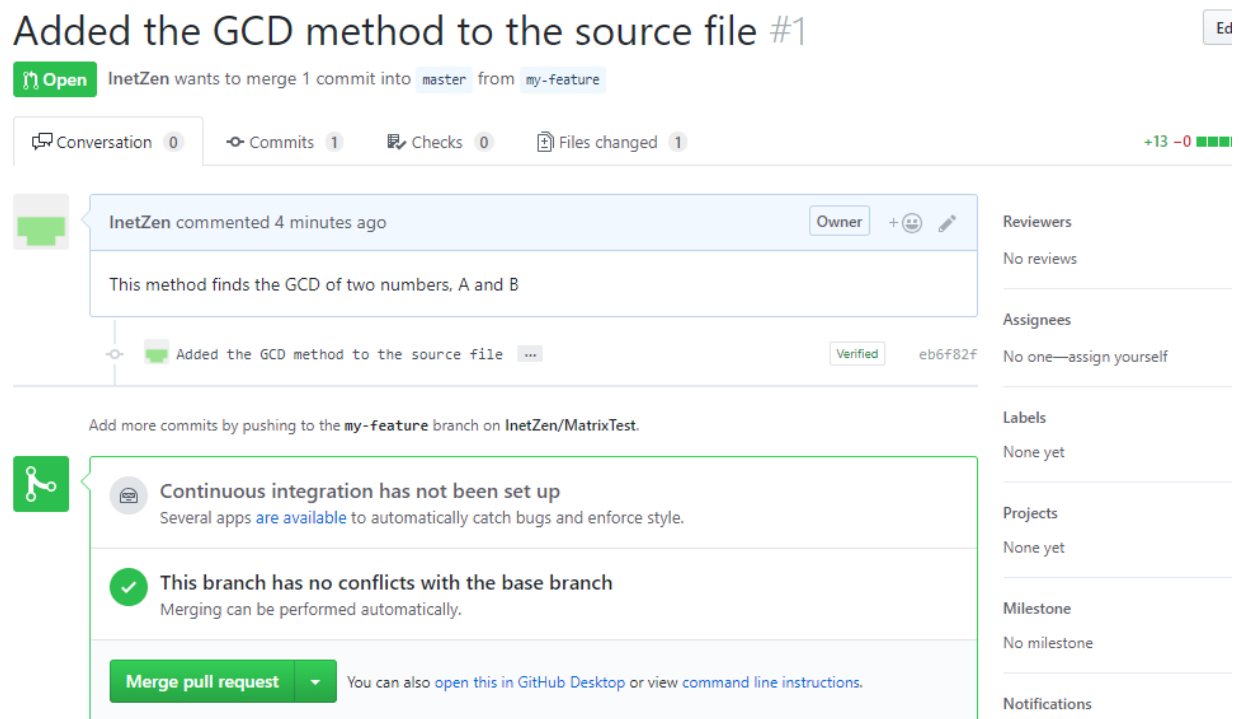 Added the GCD method to the source file #1
Open InetZen wants to merge 1 commit into master from my-feature
Conversation 0 Commits 1 Checks 0 Files changed 1 +13 −0
InetZen commented 4 minutes ago Owner
This method finds the GCD of two numbers, A and B
Added the GCD method to the source file ... Verified eb6f82f
Add more commits by pushing to the my-feature branch on InetZen/MatrixTest.
Continuous integration has not been set up
Several apps are available to automatically catch bugs and enforce style.
This branch has no conflicts with the base branch
Merging can be performed automatically.
Merge pull request You can also open this in GitHub Desktop or view command line instructions.
Reviewers
No reviews
Assignees
No one—assign yourself
Labels
None yet
Projects
None yet
Milestone
No milestone
Notifications